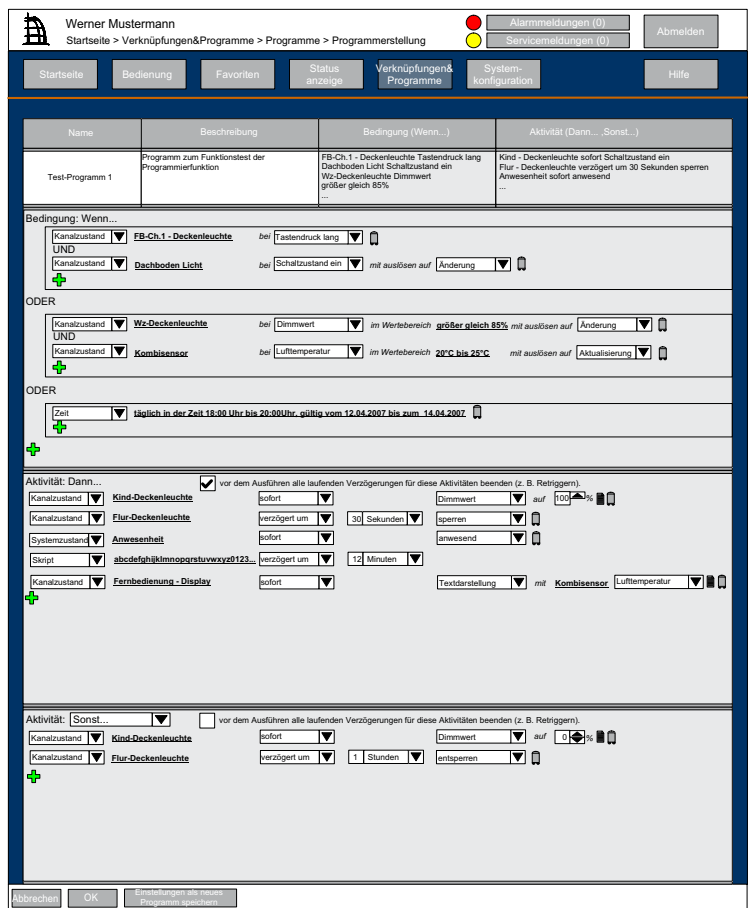 Werner Mustermann
Startseite > Verknüpfungen&Programme > Programme > Programmerstellung
Alarmmeldungen (0)
Servicemeldungen (0)
Abmelden
Startseite
Bedienung
Favoriten
Status
anzeige
Verknüpfungen&
Programme
System-
konfiguration
Hilfe
Name
Beschreibung
Bedingung (Wenn...)
Aktivität (Dann... ,Sonst...)
Test-Programm 1
Programm zum Funktionstest der
Programmierfunktion
FB-Ch.1 - Deckenleuchte Tastendruck lang
Dachboden Licht Schaltzustand ein
Wz-Deckenleuchte Dimmwert
größer gleich 85%
...
Kind - Deckenleuchte sofort Schaltzustand ein
Flur - Deckenleuchte verzögert um 30 Sekunden sperren
Anwesenheit sofort anwesend
...
Bedingung: Wenn...
Kanalzustand FB-Ch.1 - Deckenleuchte bei Tastendruck lang
UND
Kanalzustand Dachboden Licht bei Schaltzustand ein mit auslösen auf Änderung
ODER
Kanalzustand Wz-Deckenleuchte bei Dimmwert im Wertebereich größer gleich 85% mit auslösen auf Änderung
UND
Kanalzustand Kombisensor bei Lufttemperatur im Wertebereich 20°C bis 25°C mit auslösen auf Aktualisierung
ODER
Zeit täglich in der Zeit 18:00 Uhr bis 20:00Uhr, gültig vom 12.04.2007 bis zum 14.04.2007
Aktivität: Dann... vor dem Ausführen alle laufenden Verzögerungen für diese Aktivitäten beenden (z. B. Retriggern).
Kanalzustand Kind-Deckenleuchte sofort Dimmwert auf 100 %
Kanalzustand Flur-Deckenleuchte verzögert um 30 Sekunden sperren
Systemzustand Anwesenheit sofort anwesend
Skript abcdefghijklmnopqrstuvwxyz0123... verzögert um 12 Minuten
Kanalzustand Fernbedienung - Display sofort Textdarstellung mit Kombisensor Lufttemperatur
Aktivität: Sonst... vor dem Ausführen alle laufenden Verzögerungen für diese Aktivitäten beenden (z. B. Retriggern).
Kanalzustand Kind-Deckenleuchte sofort Dimmwert auf 0 %
Kanalzustand Flur-Deckenleuchte verzögert um 1 Stunden entsperren
Abbrechen
OK
Einstellungen als neues
Programm speichern